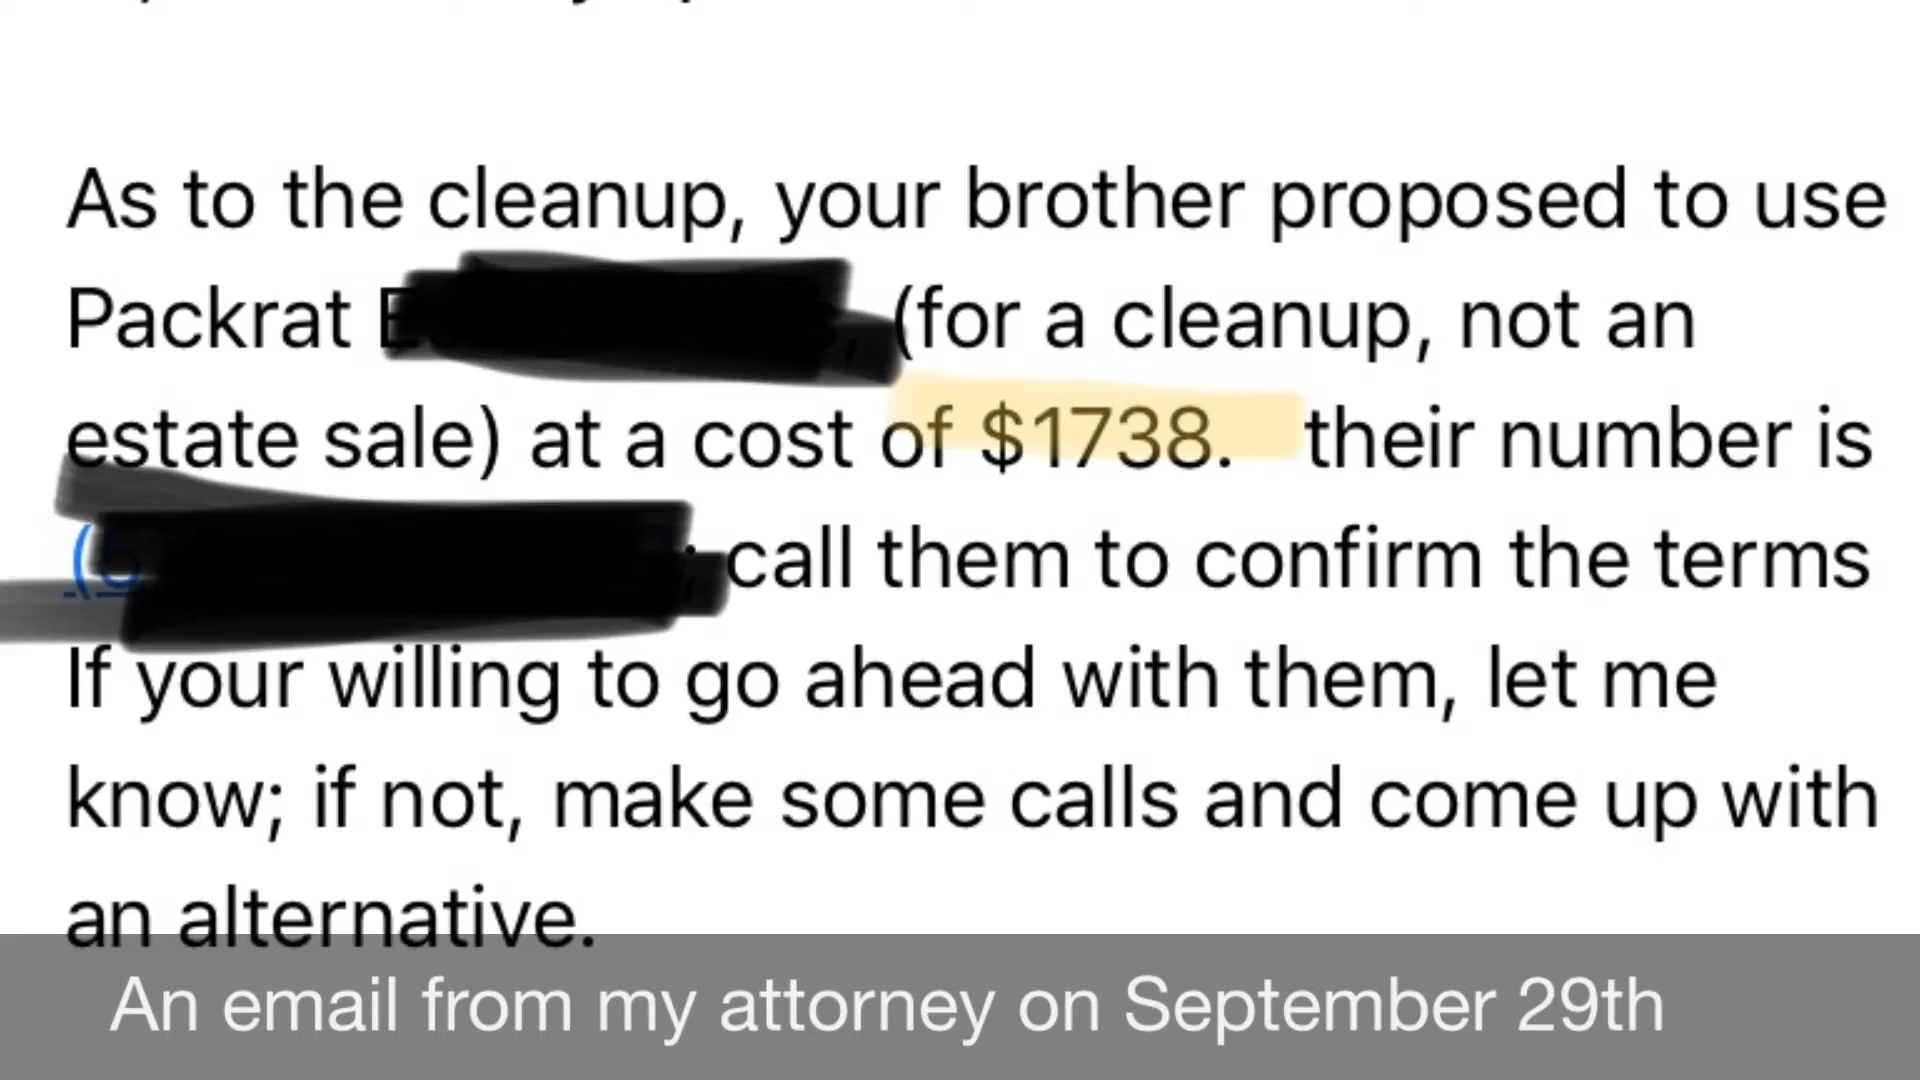 As to the cleanup, your brother proposed to use
Packrat (for a cleanup, not an
estate sale) at a cost of $1738. their number is
call them to confirm the terms
If your willing to go ahead with them, let me
know; if not, make some calls and come up with
an alternative.
An email from my attorney on September 29th